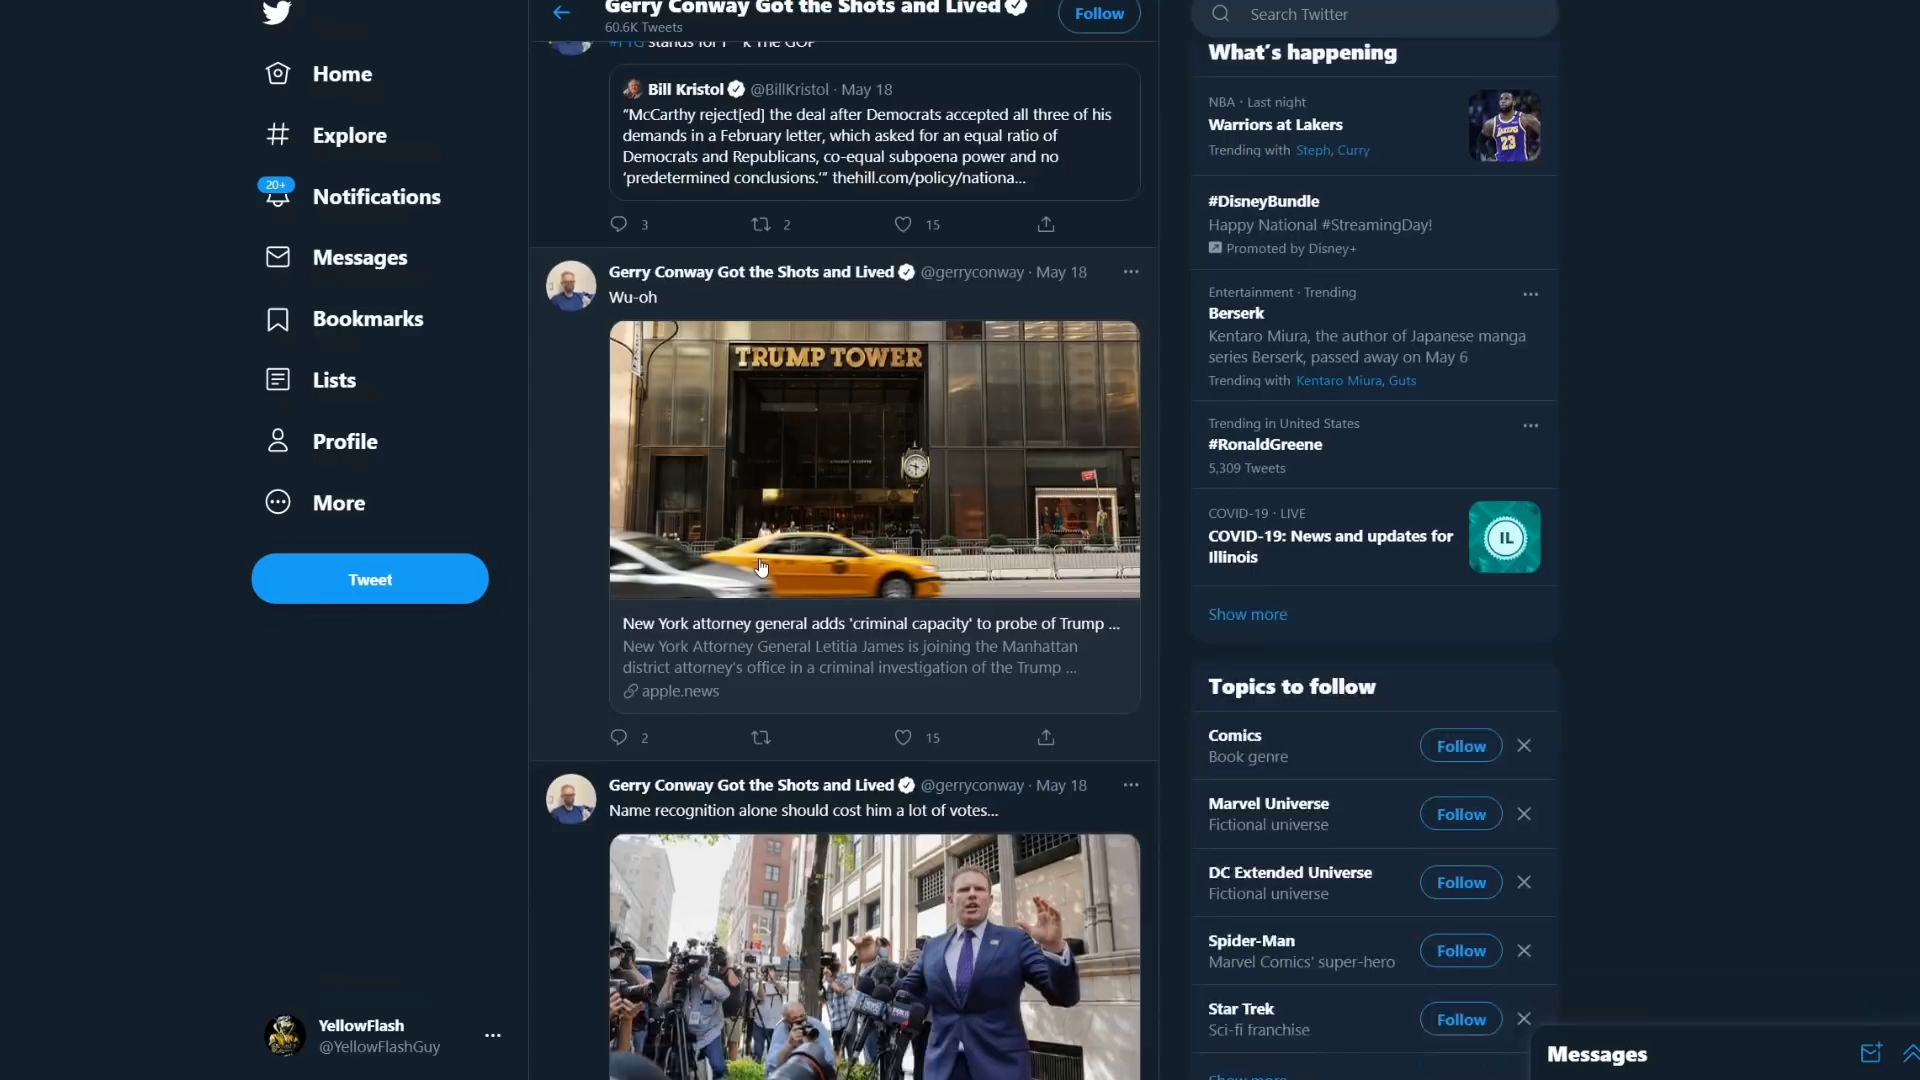 Home
Explore
20+
Notifications
Messages
Bookmarks
Lists
Profile
More
Tweet
YellowFlash
@YellowFlashGuy
Gerry Conway Got the Shots and Lived
60.6K Tweets
Follow
stands for F**k The GOP
Bill Kristol @BillKristol · May 18
“McCarthy reject[ed] the deal after Democrats accepted all three of his
demands in a February letter, which asked for an equal ratio of
Democrats and Republicans, co-equal subpoena power and no
‘predetermined conclusions.’” thehill.com/policy/nationa...
3 2 15
Gerry Conway Got the Shots and Lived @gerryconway · May 18
Wu-oh
TRUMP TOWER
New York attorney general adds 'criminal capacity' to probe of Trump ...
New York Attorney General Letitia James is joining the Manhattan
district attorney's office in a criminal investigation of the Trump ...
apple.news
2 15
Gerry Conway Got the Shots and Lived @gerryconway · May 18
Name recognition alone should cost him a lot of votes...
Search Twitter
What’s happening
NBA · Last night
Warriors at Lakers
Trending with Steph, Curry
LAKERS
23
#DisneyBundle
Happy National #StreamingDay!
Promoted by Disney+
Entertainment · Trending
Berserk
Kentaro Miura, the author of Japanese manga
series Berserk, passed away on May 6
Trending with Kentaro Miura, Guts
Trending in United States
#RonaldGreene
5,309 Tweets
COVID-19 · LIVE
COVID-19: News and updates for
Illinois
IL
Show more
Topics to follow
Comics
Book genre
Follow
Marvel Universe
Fictional universe
Follow
DC Extended Universe
Fictional universe
Follow
Spider-Man
Marvel Comics' super-hero
Follow
Star Trek
Sci-fi franchise
Follow
Show more
Messages